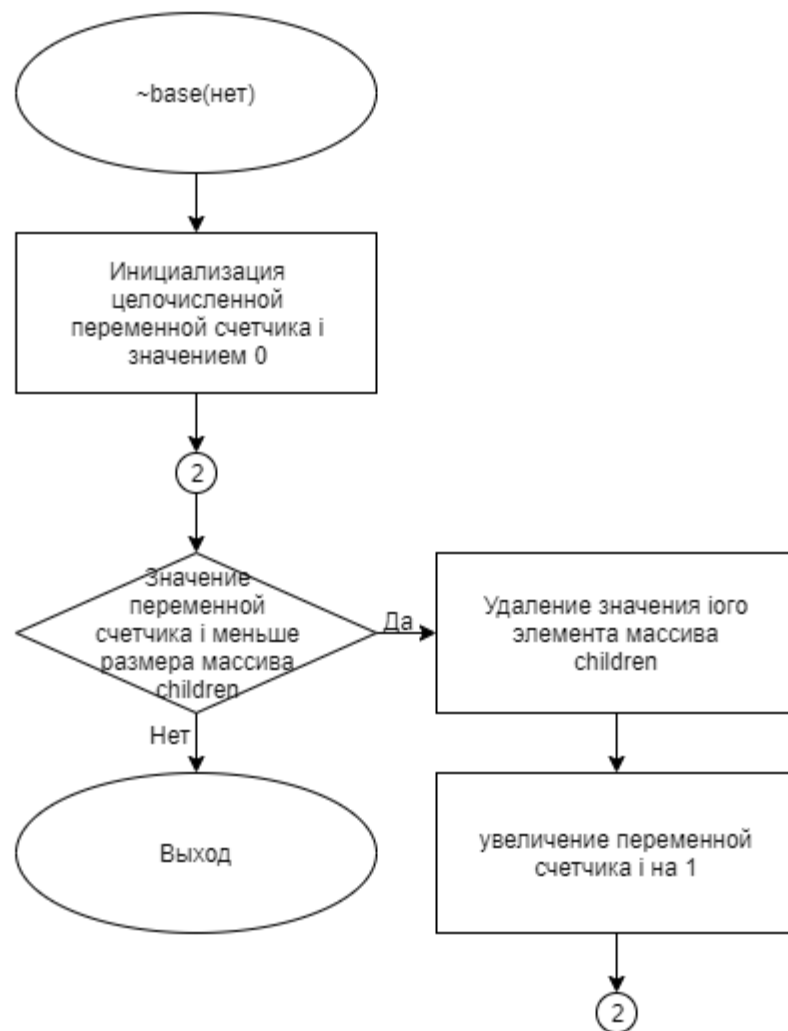 ~base(нет)
Инициализация
целочисленной
переменной счетчика i
значением 0
2
Значение
переменной
счетчика i меньше
размера массива
children
Да
Удаление значения iого
элемента массива
children
Нет
Выход
увеличение переменной
счетчика i на 1
2